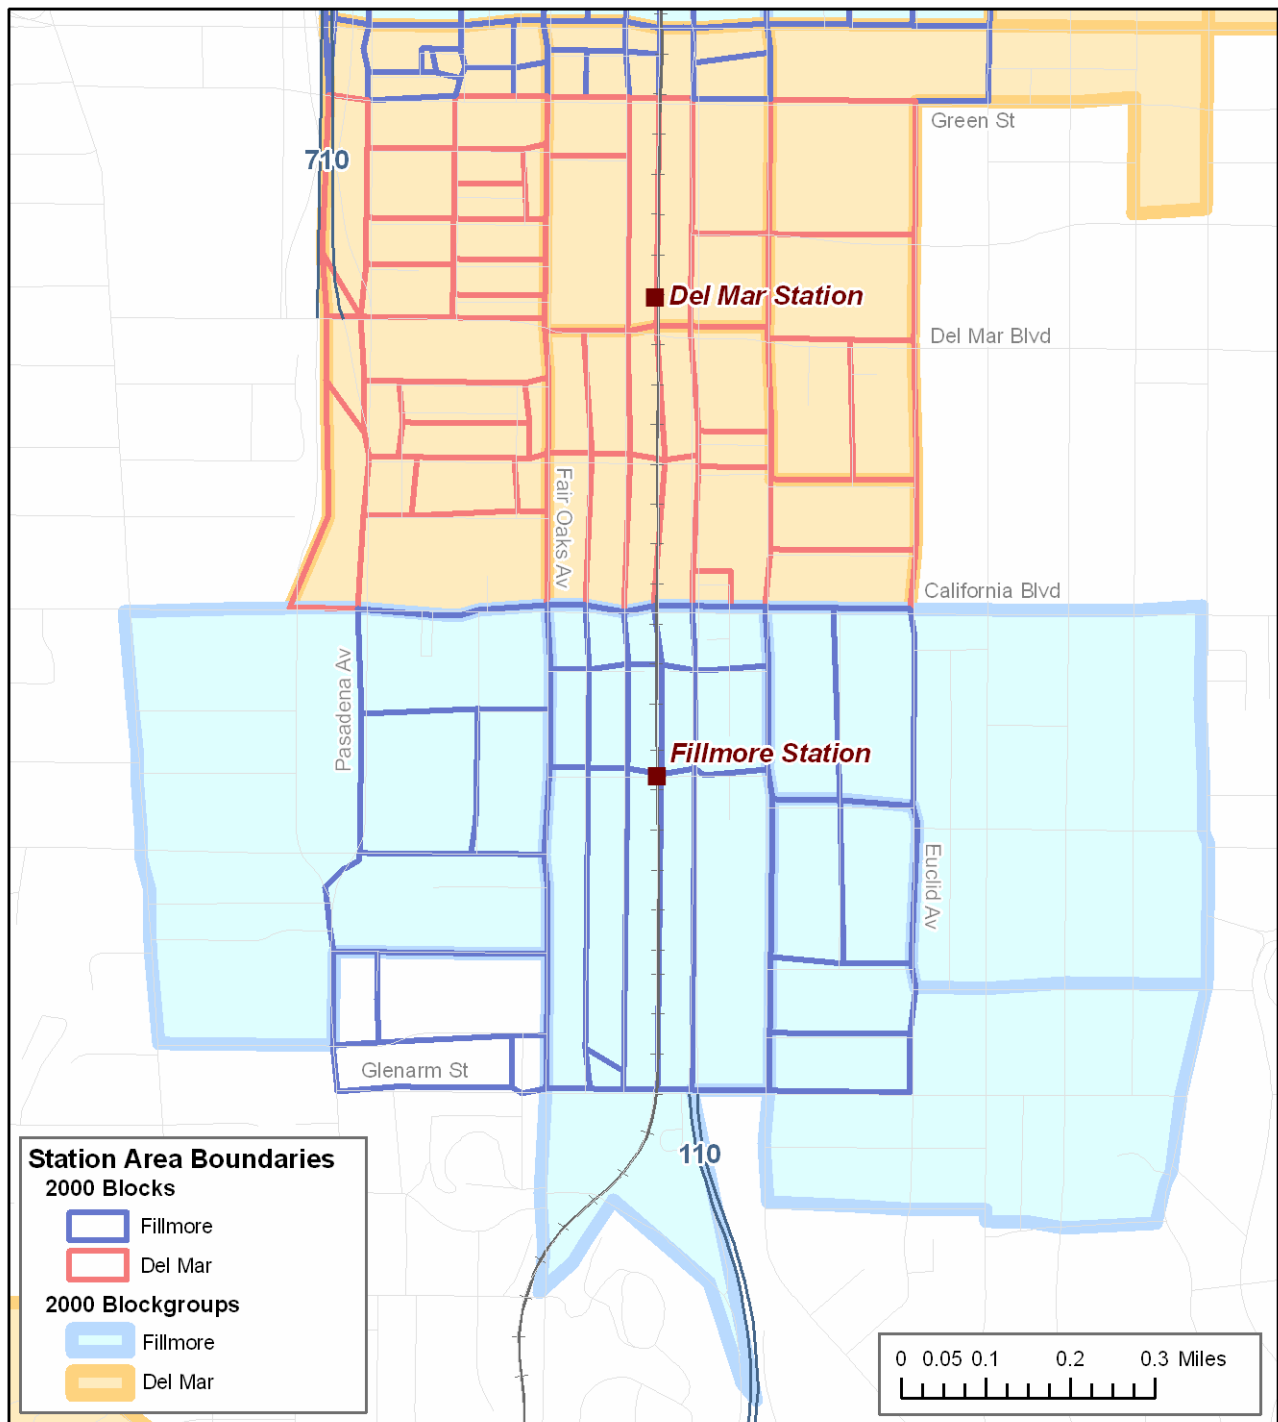 Green St
710
Del Mar Station
Del Mar Blvd
Fair Oaks Av
California Blvd
Pasadena Av
Fillmore Station
Euclid Av
Glenarm St
110
Station Area Boundaries
2000 Blocks
Fillmore
Del Mar
2000 Blockgroups
Fillmore
Del Mar
0 0.05 0.1 0.2 0.3 Miles